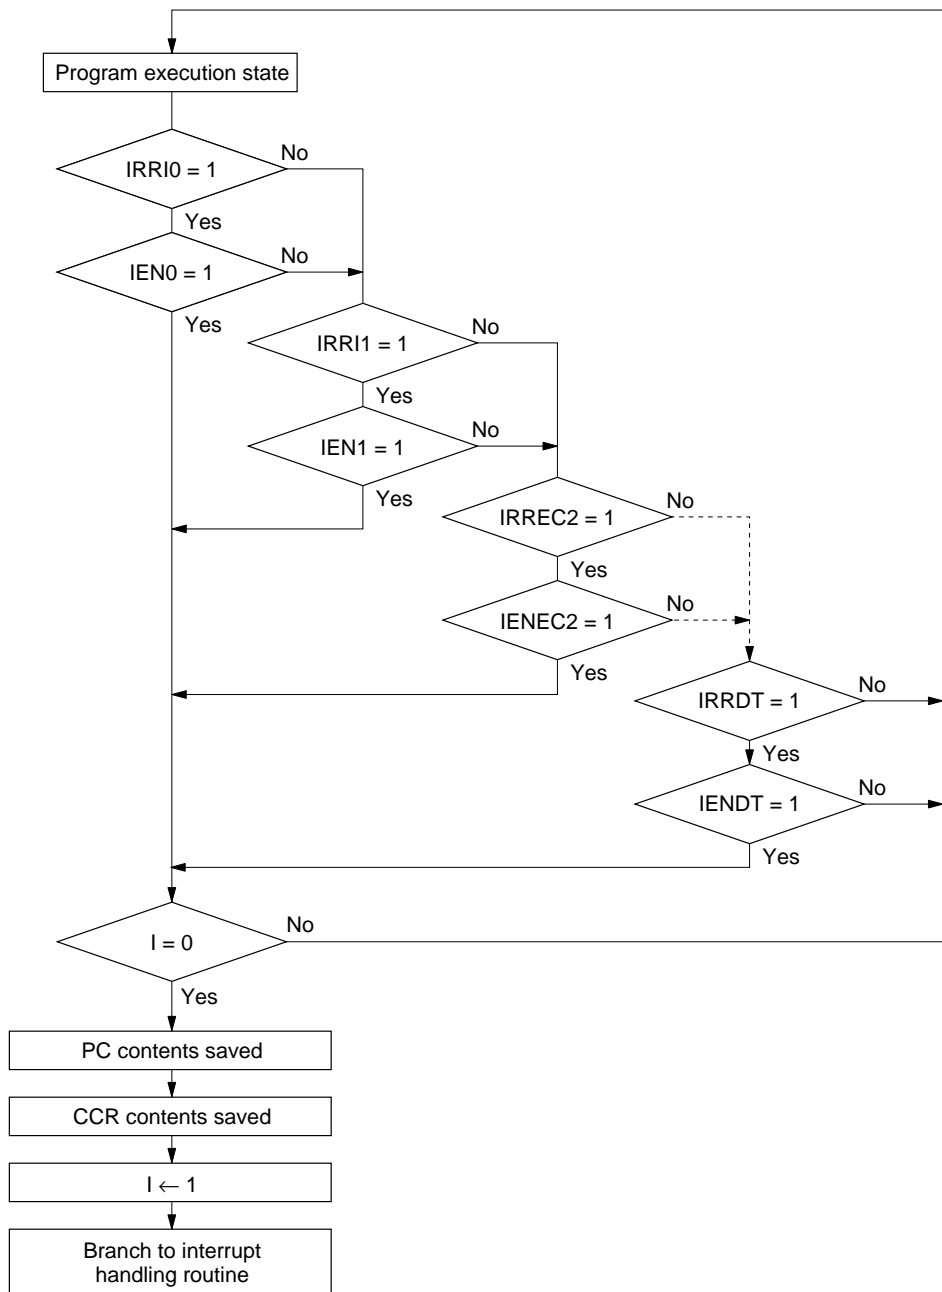 Program execution state
IRRI0 = 1
No
Yes
IEN0 = 1
No
Yes
IRRI1 = 1
No
Yes
IEN1 = 1
No
Yes
IRREC2 = 1
No
Yes
IENEC2 = 1
No
Yes
IRRDT = 1
No
Yes
IENDT = 1
No
Yes
I = 0
No
Yes
PC contents saved
CCR contents saved
I ← 1
Branch to interrupt
handling routine